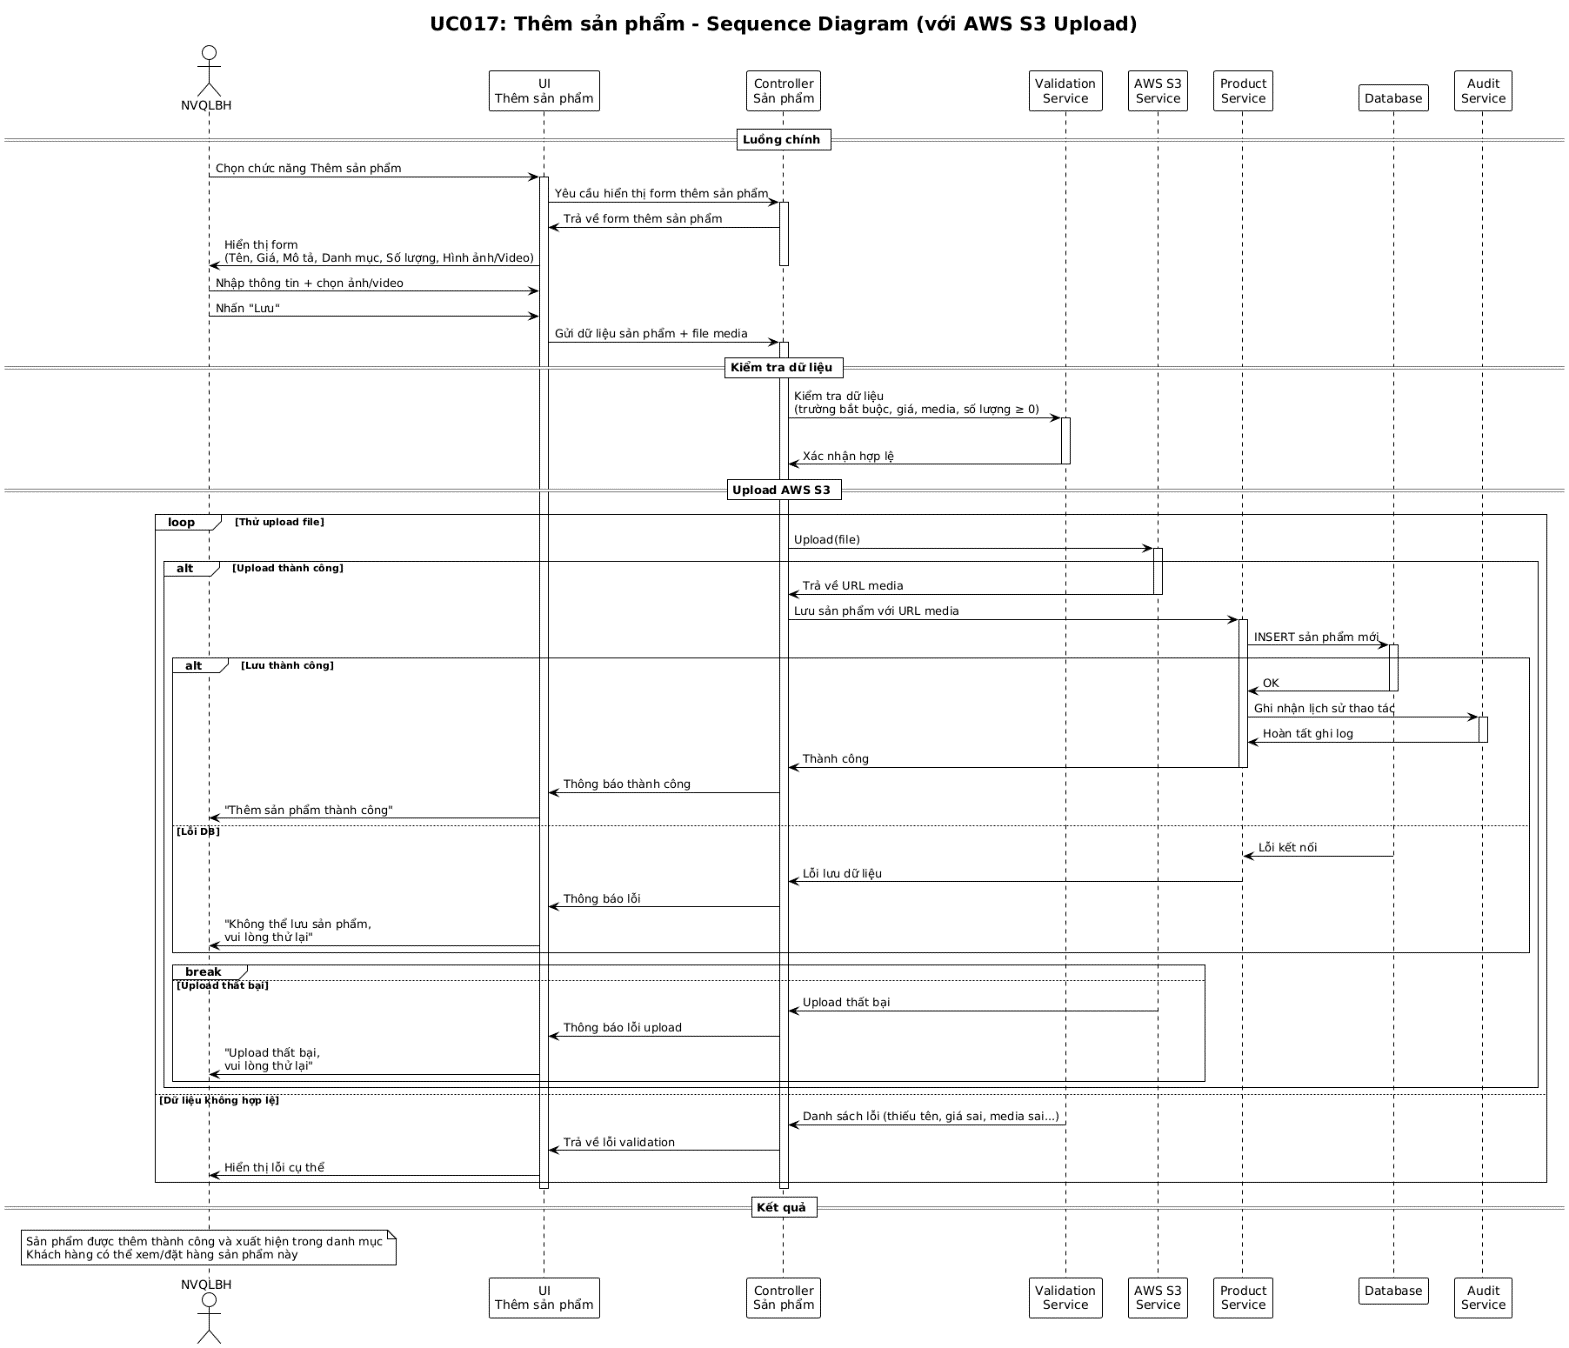 UC017: Thêm sản phẩm - Sequence Diagram (với AWS S3 Upload)
NVQLBH
UI
Thêm sản phẩm
Controller
Sản phẩm
Validation
Service
AWS S3
Service
Product
Service
Database
Audit
Service
Luồng chính
Chọn chức năng Thêm sản phẩm
Yêu cầu hiển thị form thêm sản phẩm
Trả về form thêm sản phẩm
Hiển thị form
(Tên, Giá, Mô tả, Danh mục, Số lượng, Hình ảnh/Video)
Nhập thông tin + chọn ảnh/video
Nhấn "Lưu"
Gửi dữ liệu sản phẩm + file media
Kiểm tra dữ liệu
Kiểm tra dữ liệu
(trường bắt buộc, giá, media, số lượng ≥ 0)
Xác nhận hợp lệ
Upload AWS S3
loop [Thử upload file]
Upload(file)
alt [Upload thành công]
Trả về URL media
Lưu sản phẩm với URL media
INSERT sản phẩm mới
alt [Lưu thành công]
OK
Ghi nhận lịch sử thao tác
Hoàn tất ghi log
Thành công
Thông báo thành công
"Thêm sản phẩm thành công"
[Lỗi DB]
Lỗi kết nối
Lỗi lưu dữ liệu
Thông báo lỗi
"Không thể lưu sản phẩm,
vui lòng thử lại"
break
[Upload thất bại]
Upload thất bại
Thông báo lỗi upload
"Upload thất bại,
vui lòng thử lại"
[Dữ liệu không hợp lệ]
Danh sách lỗi (thiếu tên, giá sai, media sai...)
Trả về lỗi validation
Hiển thị lỗi cụ thể
Kết quả
Sản phẩm được thêm thành công và xuất hiện trong danh mục
Khách hàng có thể xem/đặt hàng sản phẩm này
NVQLBH
UI
Thêm sản phẩm
Controller
Sản phẩm
Validation
Service
AWS S3
Service
Product
Service
Database
Audit
Service